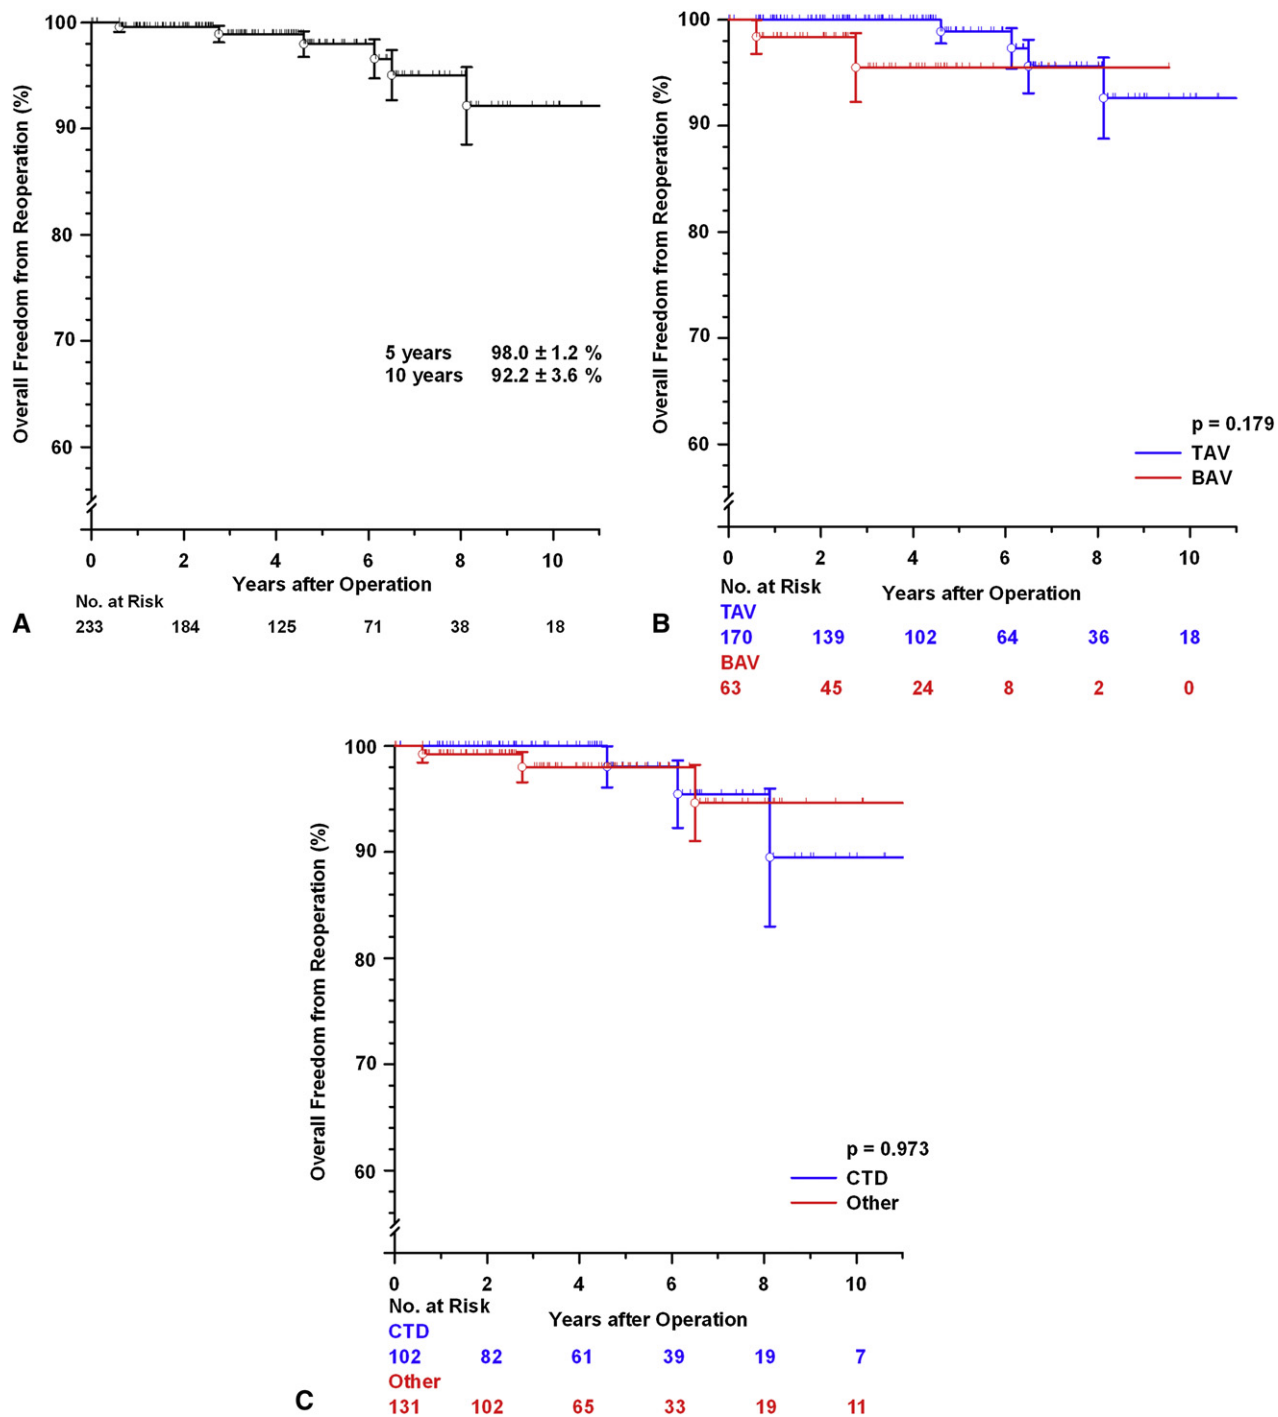 Overall Freedom from Reoperation (%)
100
90
80
70
60
5 years 98.0 ± 1.2 %
10 years 92.2 ± 3.6 %
0 2 4 6 8 10
Years after Operation
No. at Risk
233 184 125 71 38 18
A
Overall Freedom from Reoperation (%)
100
90
80
70
60
p = 0.179
TAV
BAV
0 2 4 6 8 10
No. at Risk
Years after Operation
TAV
170 139 102 64 36 18
BAV
63 45 24 8 2 0
B
Overall Freedom from Reoperation (%)
100
90
80
70
60
p = 0.973
CTD
Other
0 2 4 6 8 10
No. at Risk
Years after Operation
CTD
102 82 61 39 19 7
Other
131 102 65 33 19 11
C